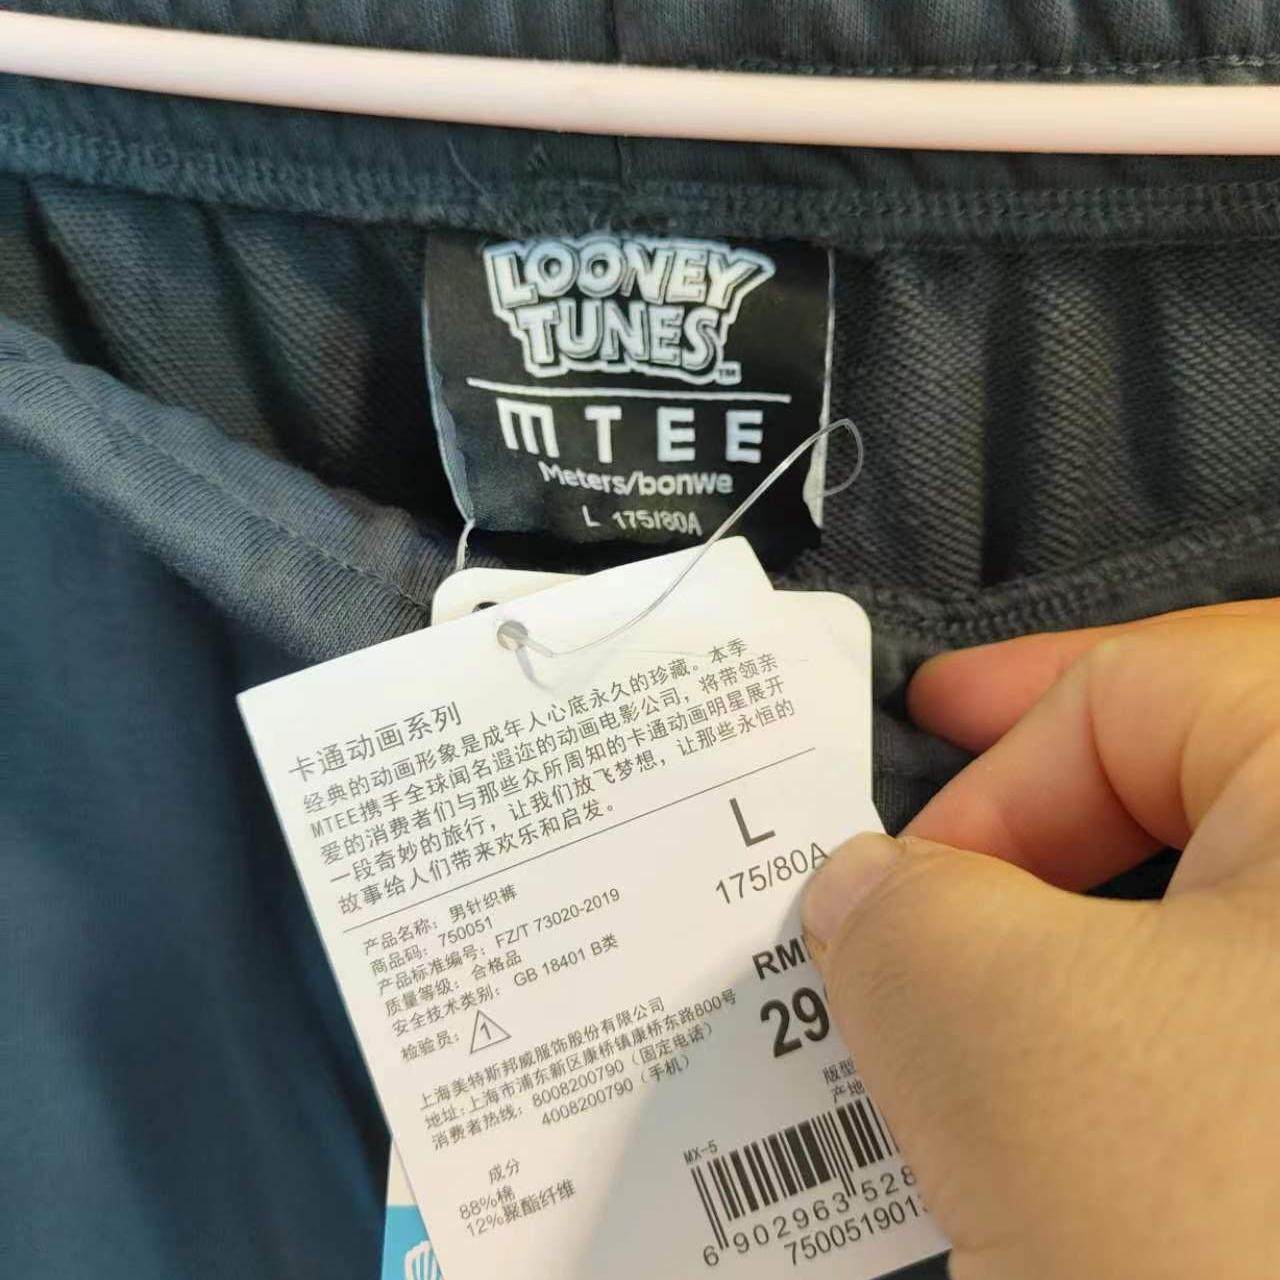 LOONEY
TUNES™
MTEE
Meters/bonwe
L 175/80A
卡通动画系列
经典的动画形象是成年人心底永久的珍藏。本季
MTEE携手全球闻名遐迩的动画电影公司，将带领亲
爱的消费者们与那些众所周知的卡通动画明星展开
一段奇妙的旅行，让我们放飞梦想，让那些永恒的
故事给人们带来欢乐和启发。
L
175/80A
产品名称：男针织裤
商品码：750051
产品标准编号：FZ/T 73020-2019
质量等级：合格品
安全技术类别：GB 18401 B类
检验员：1
RM
29
上海美特斯邦威服饰股份有限公司
地址:上海市浦东新区康桥镇康桥东路800号
消费者热线：8008200790（固定电话）
4008200790（手机）
版型
产地
成分
88%棉
12%聚酯纤维
MX-5
6 902963 528
750051901